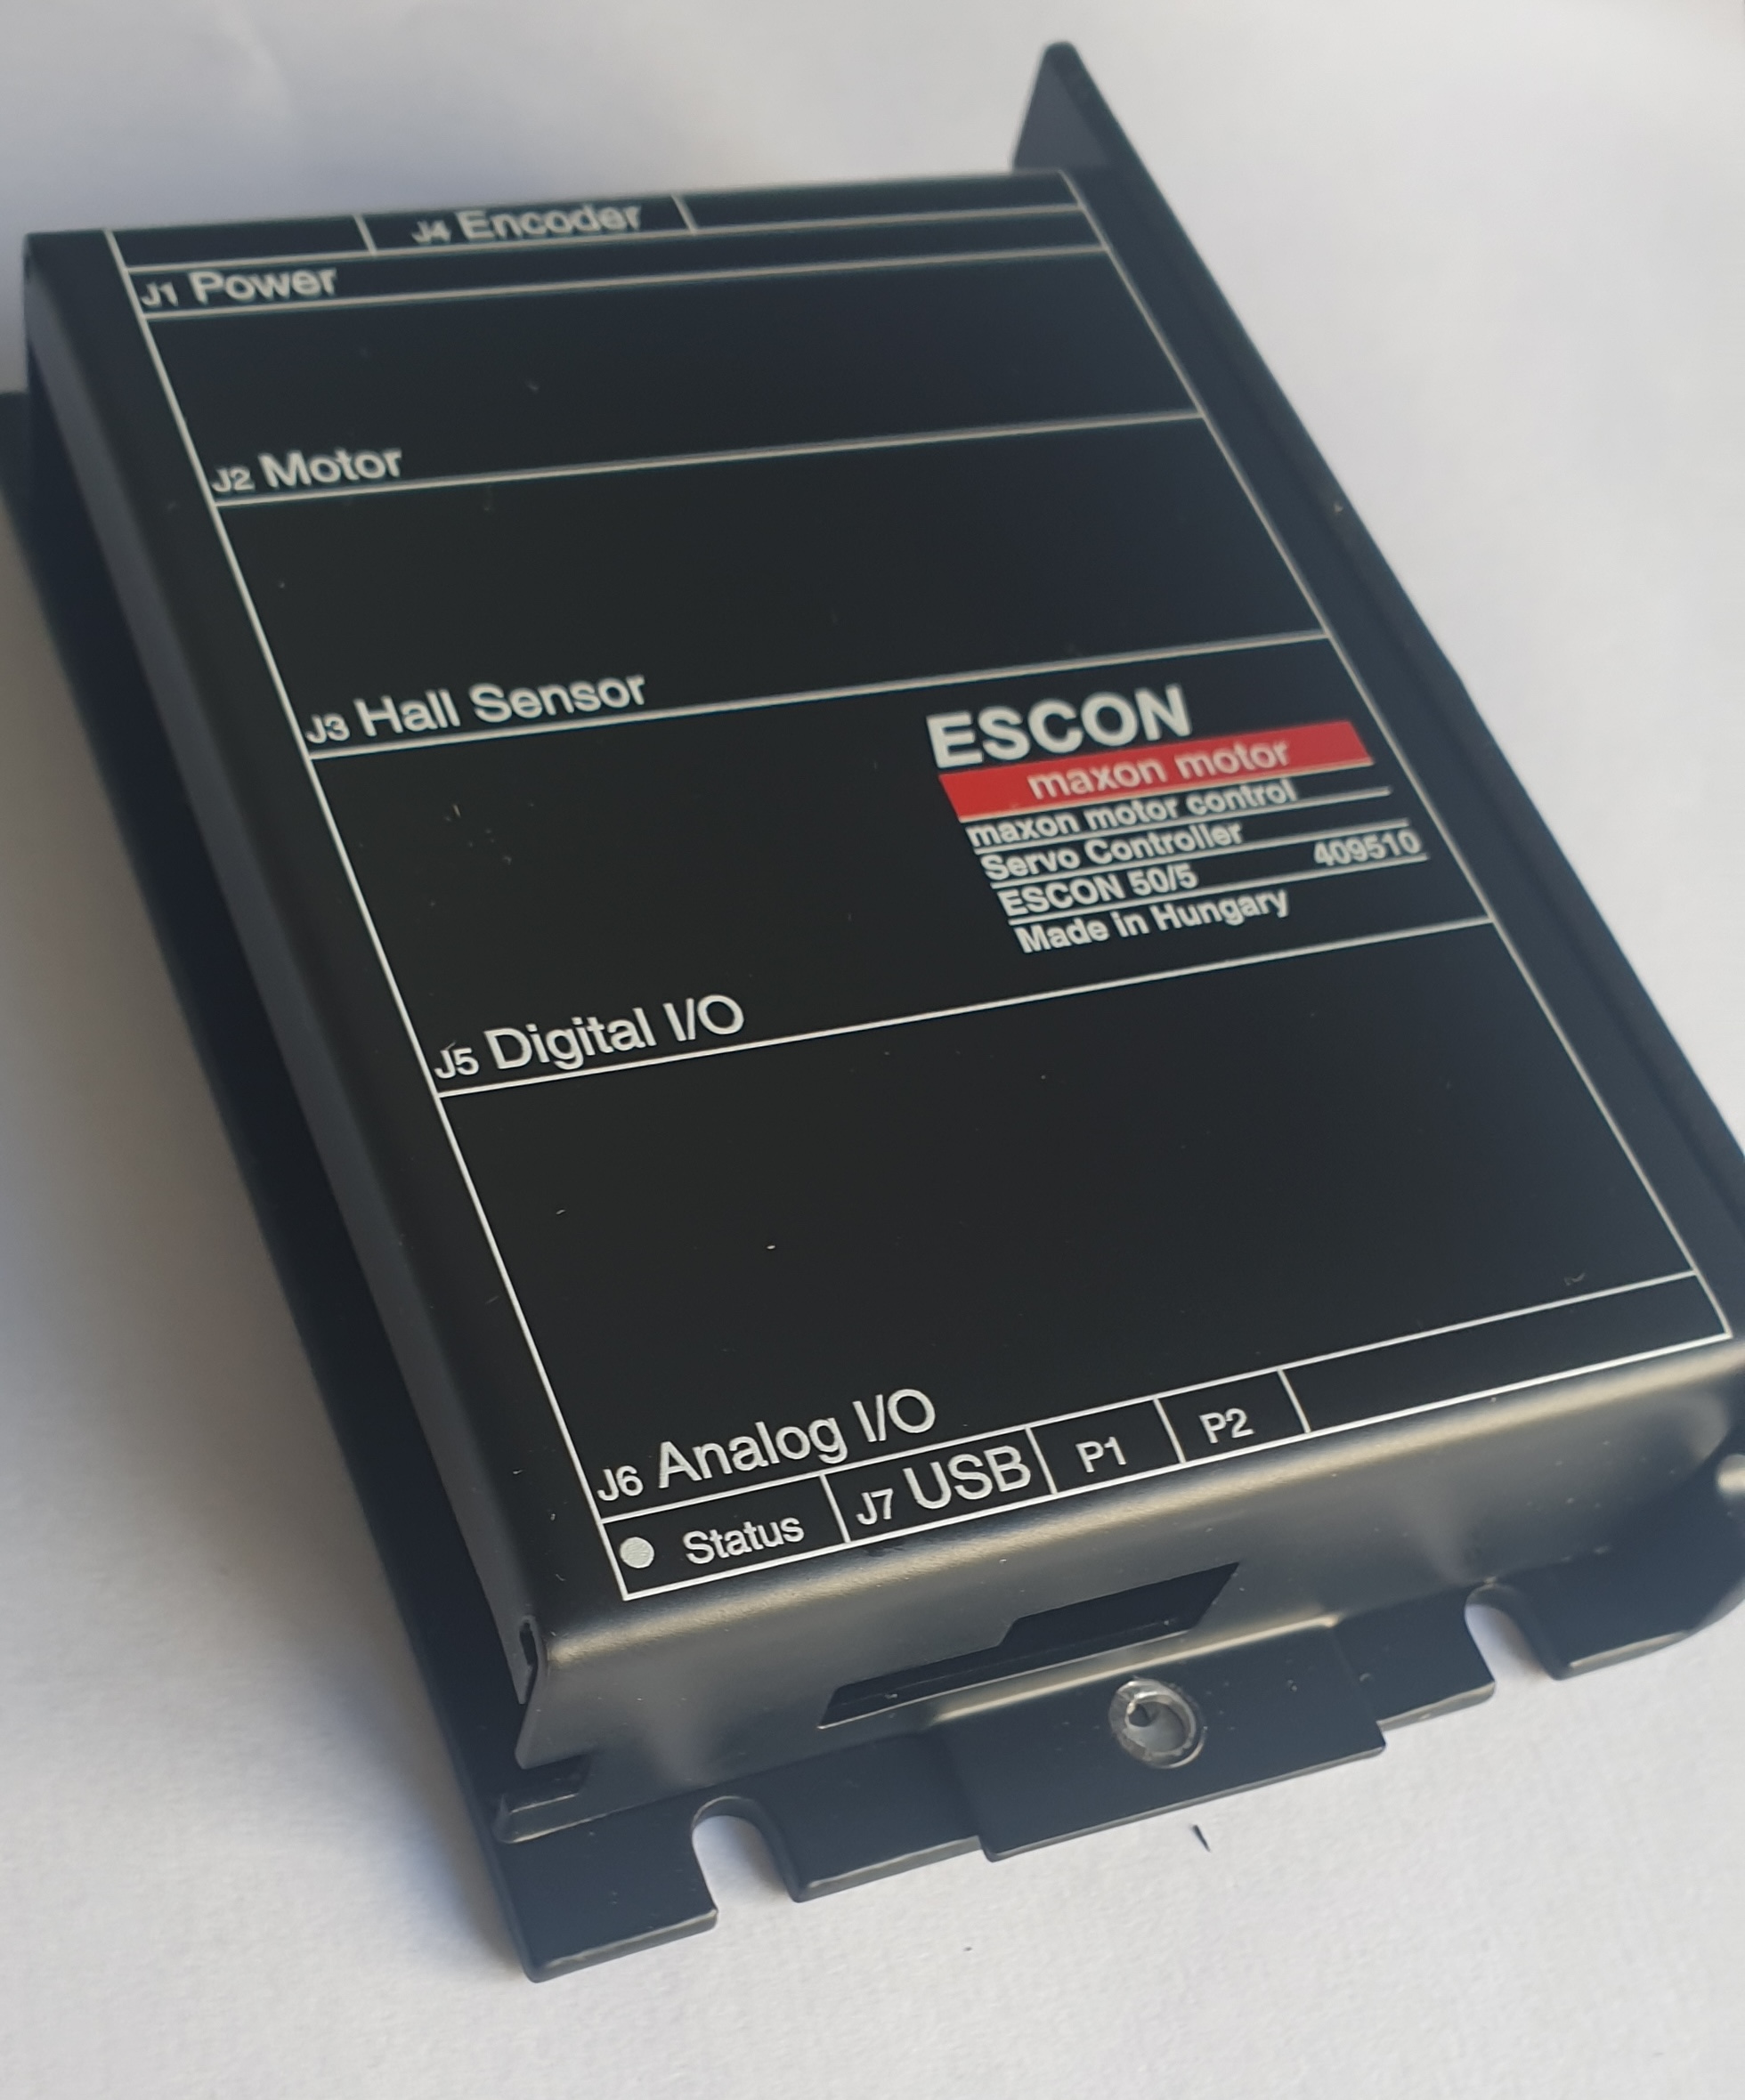 J4 Encoder
J1 Power
J2 Motor
J3 Hall Sensor
ESCON
maxon motor
maxon motor control
Servo Controller
ESCON 50/5 409510
Made in Hungary
J5 Digital I/O
J6 Analog I/O
Status J7 USB P1 P2